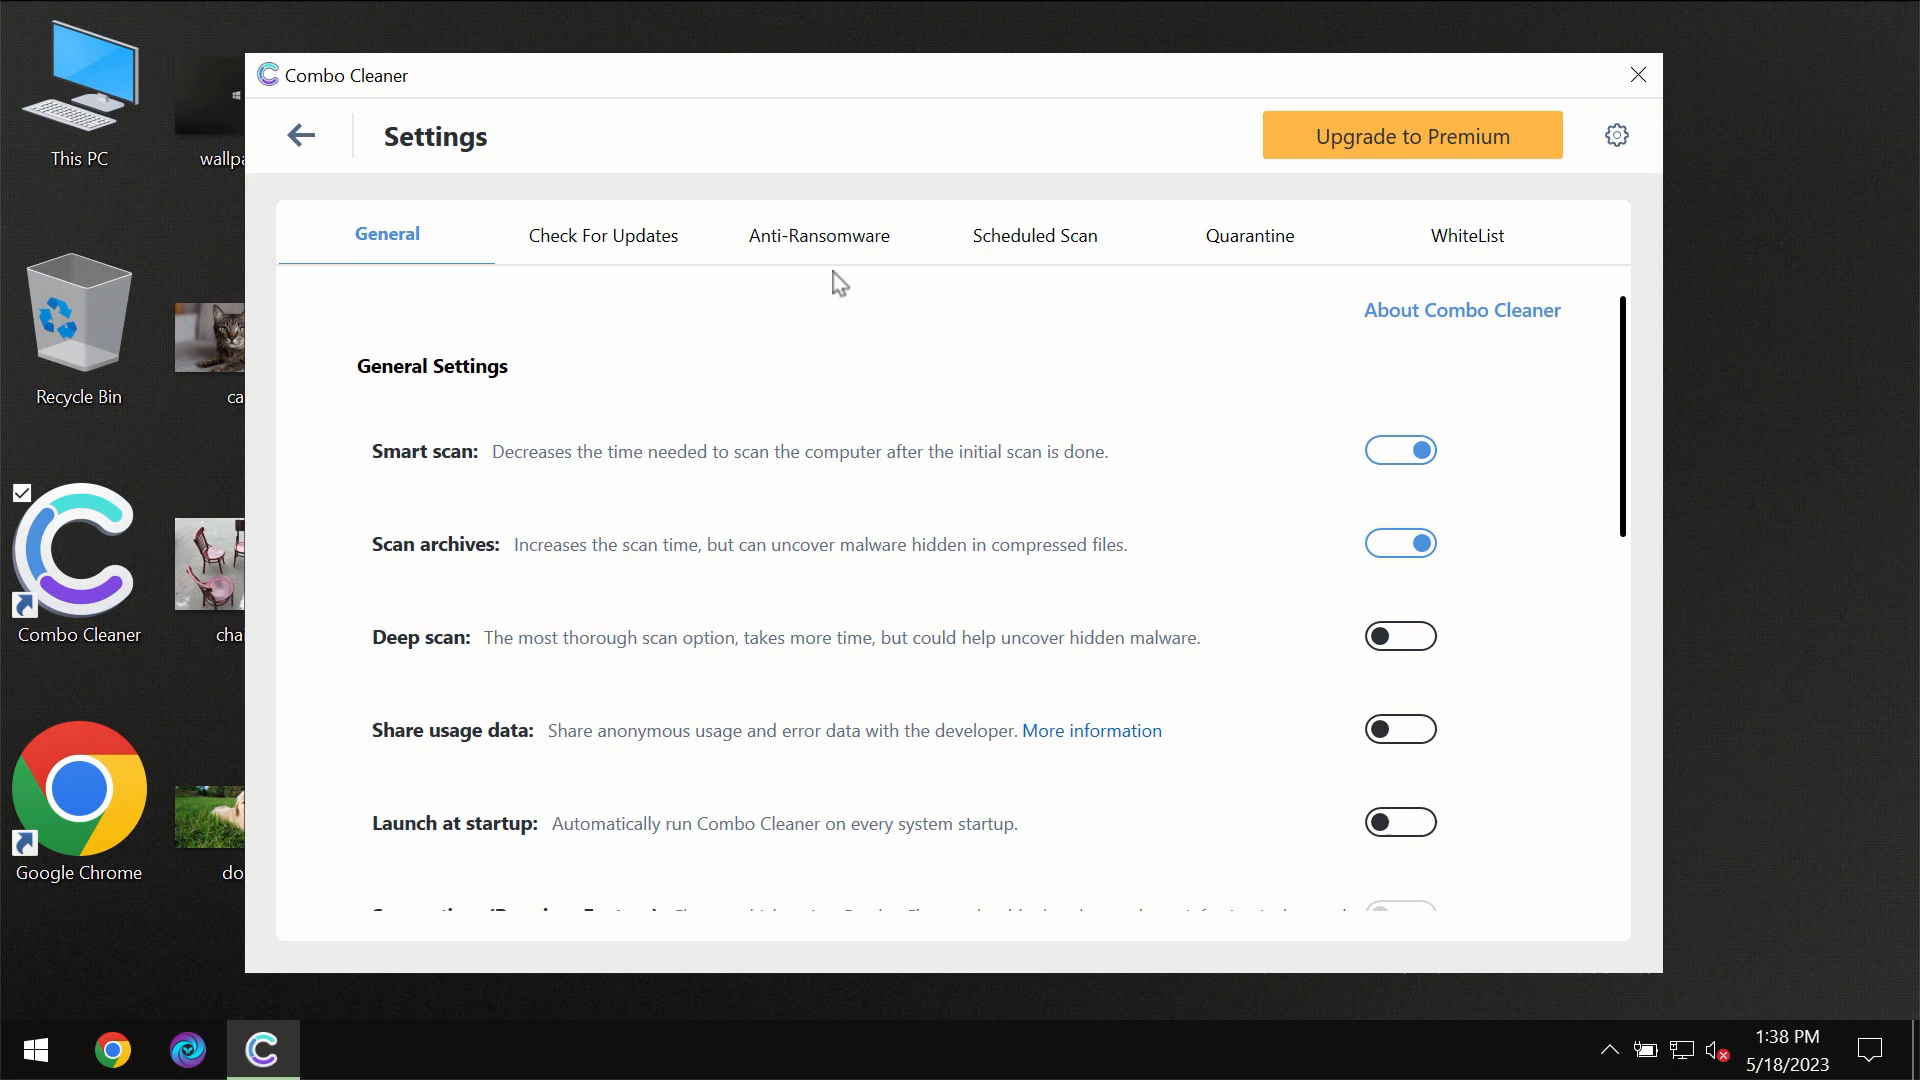 Combo Cleaner
Settings
Upgrade to Premium
General
Check For Updates
Anti-Ransomware
Scheduled Scan
Quarantine
WhiteList
About Combo Cleaner
General Settings
Smart scan: Decreases the time needed to scan the computer after the initial scan is done.
Scan archives: Increases the scan time, but can uncover malware hidden in compressed files.
Deep scan: The most thorough scan option, takes more time, but could help uncover hidden malware.
Share usage data: Share anonymous usage and error data with the developer. More information
Launch at startup: Automatically run Combo Cleaner on every system startup.
This PC
wallpa
Recycle Bin
ca
Combo Cleaner
chai
Google Chrome
do
1:38 PM
5/18/2023